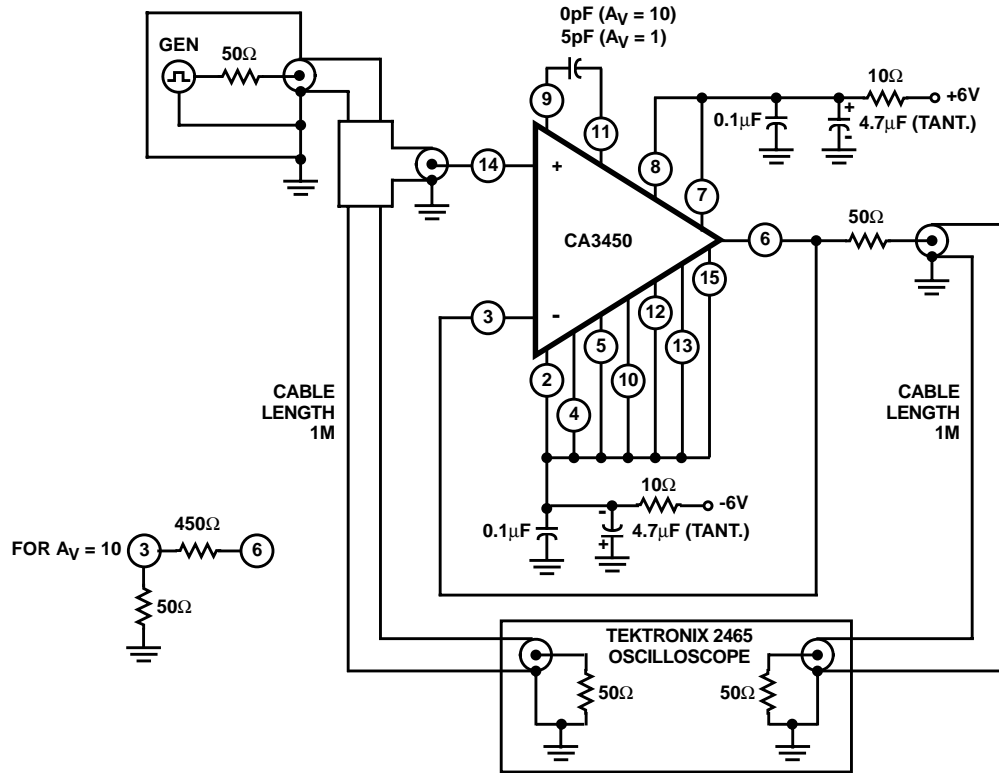 0pF (AV = 10)
5pF (AV = 1)
GEN
50Ω
9
11
10Ω
+6V
0.1µF
4.7µF (TANT.)
+
-
8
7
14
+
CA3450
6
50Ω
15
3
-
12
5
13
2
10
4
CABLE
LENGTH
1M
CABLE
LENGTH
1M
10Ω
-6V
0.1µF
-
+
4.7µF (TANT.)
FOR AV = 10
3
450Ω
6
50Ω
TEKTRONIX 2465
OSCILLOSCOPE
50Ω
50Ω